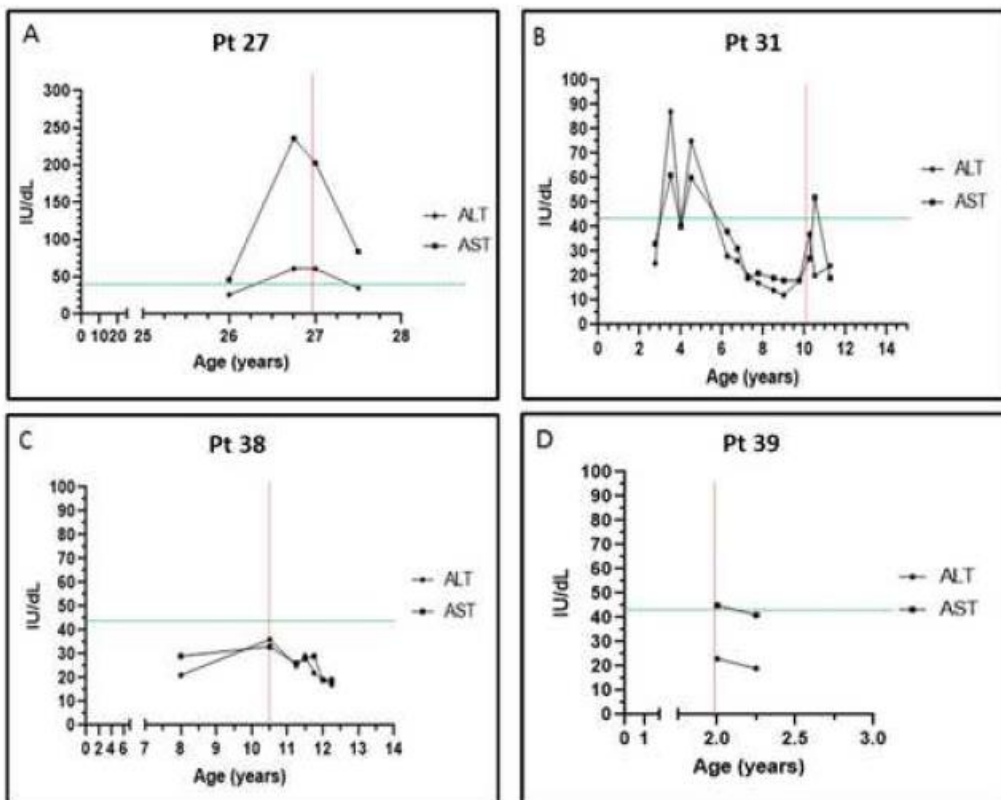 A
Pt 27
300
250
200
150
100
50
0
IU/dL
0 10 20 25 26 27 28
Age (years)
ALT
AST
B
Pt 31
100
90
80
70
60
50
40
30
20
10
0
IU/dL
0 2 4 6 8 10 12 14
Age (years)
ALT
AST
C
Pt 38
100
90
80
70
60
50
40
30
20
10
0
IU/dL
0 2 4 6 7 8 9 10 11 12 13 14
Age (years)
ALT
AST
D
Pt 39
100
90
80
70
60
50
40
30
20
10
0
IU/dL
0 1 2.0 2.5 3.0
Age (years)
ALT
AST